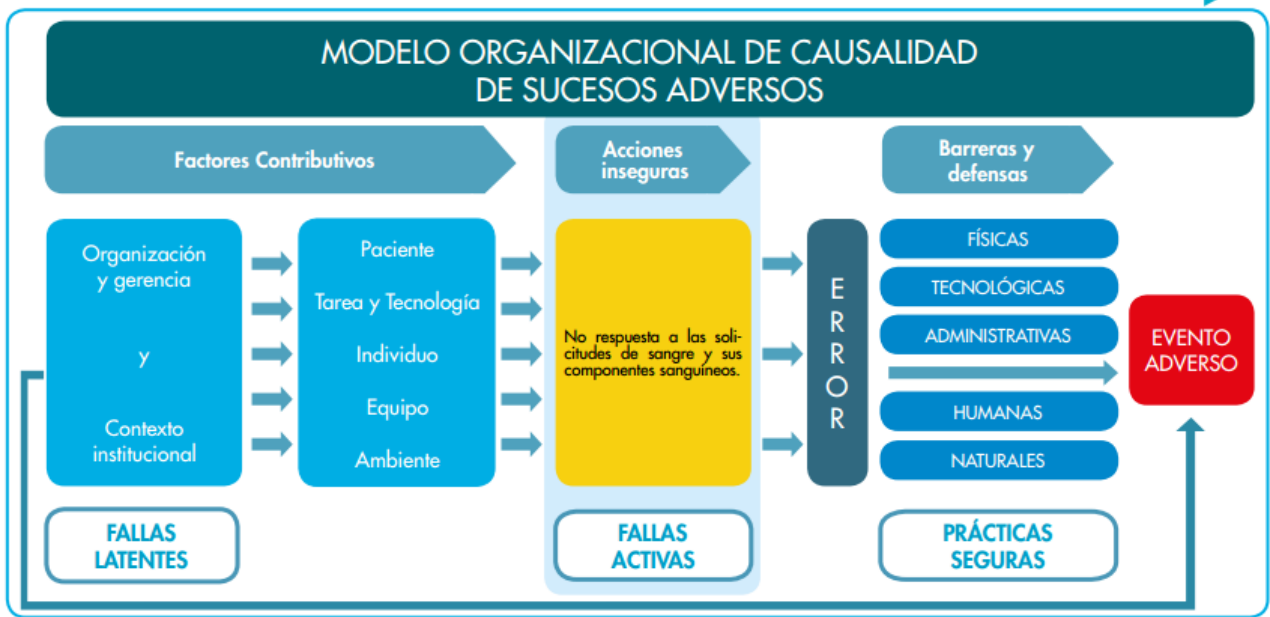 MODELO ORGANIZACIONAL DE CAUSALIDAD
DE SUCESOS ADVERSOS
Factores Contributivos
Acciones
inseguras
Barreras y
defensas
Organización
y gerencia
y
Contexto
institucional
Paciente
Tarea y Tecnología
Individuo
Equipo
Ambiente
No respuesta a las soli-
citudes de sangre y sus
componentes sanguíneos.
E
R
R
O
R
FÍSICAS
TECNOLÓGICAS
ADMINISTRATIVAS
HUMANAS
NATURALES
EVENTO
ADVERSO
FALLAS
LATENTES
FALLAS
ACTIVAS
PRÁCTICAS
SEGURAS